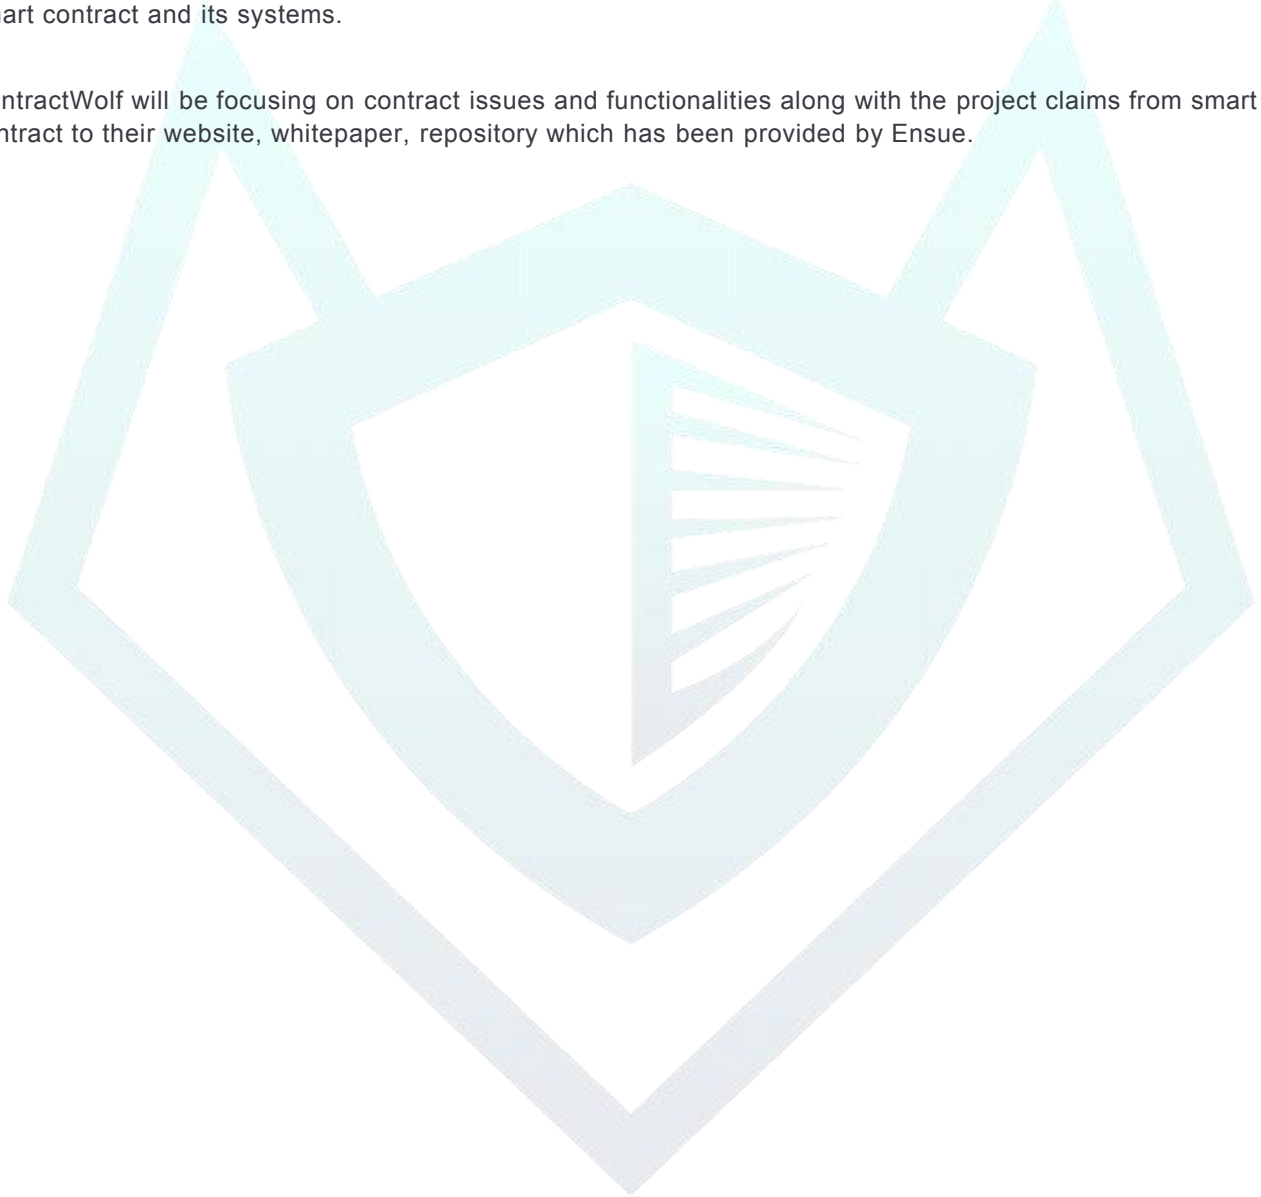 art contract and its systems.
ntractWolf will be focusing on contract issues and functionalities along with the project claims from smart
ntract to their website, whitepaper, repository which has been provided by Ensue.